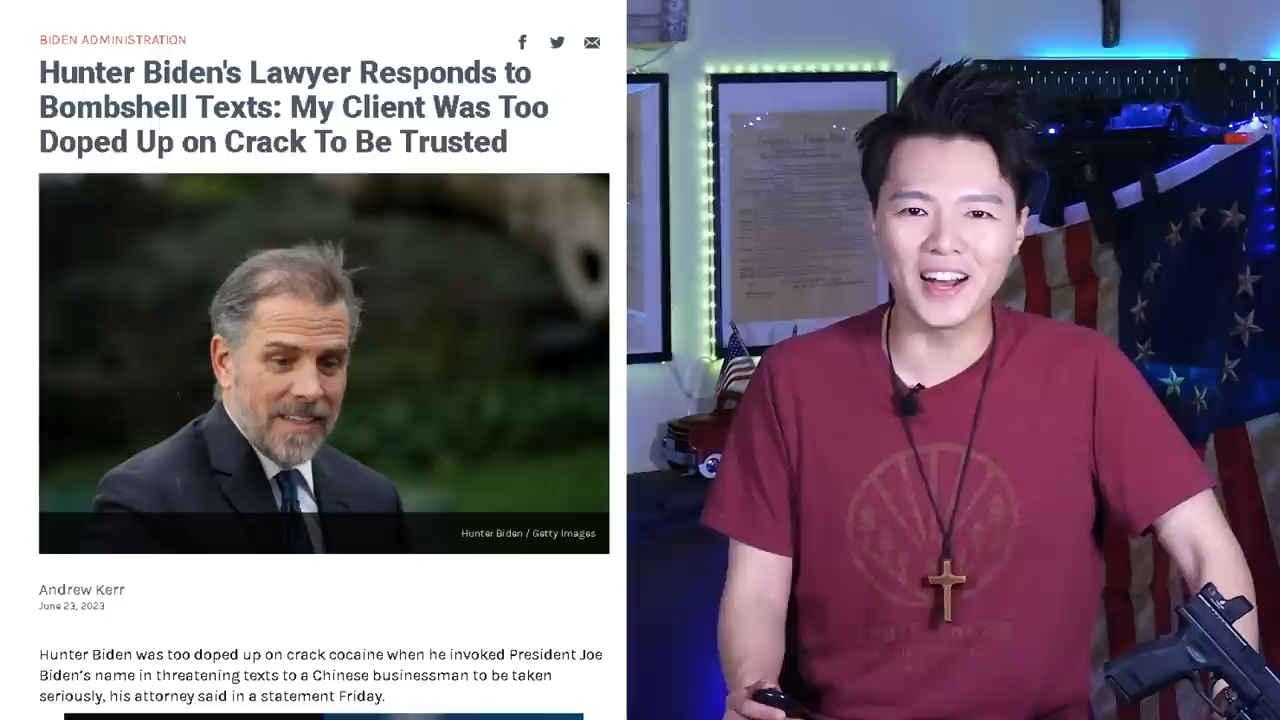 BIDEN ADMINISTRATION
Hunter Biden's Lawyer Responds to
Bombshell Texts: My Client Was Too
Doped Up on Crack To Be Trusted
Hunter Biden / Getty Images
Andrew Kerr
June 23, 2023
Hunter Biden was too doped up on crack cocaine when he invoked President Joe
Biden's name in threatening texts to a Chinese businessman to be taken
seriously, his attorney said in a statement Friday.